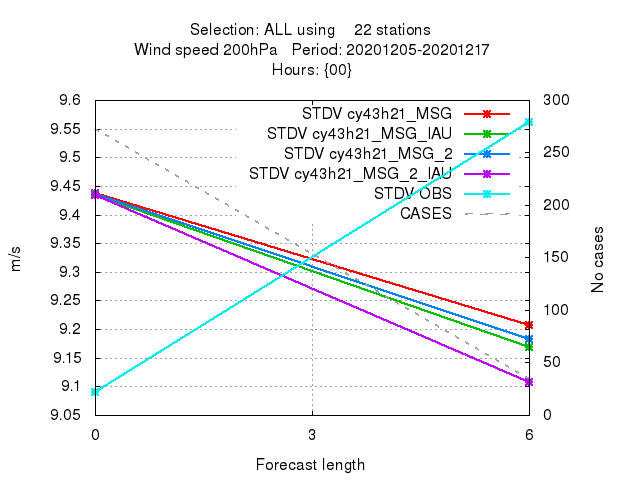 Selection: ALL using 22 stations
Wind speed 200hPa Period: 20201205-20201217
Hours: {00}
STDV cy43h21_MSG
STDV cy43h21_MSG_IAU
STDV cy43h21_MSG_2
STDV cy43h21_MSG_2_IAU
STDV OBS
CASES
9.6
9.55
9.5
9.45
9.4
9.35
9.3
9.25
9.2
9.15
9.1
9.05
m/s
300
250
200
150
100
50
0
No cases
0 3 6
Forecast length